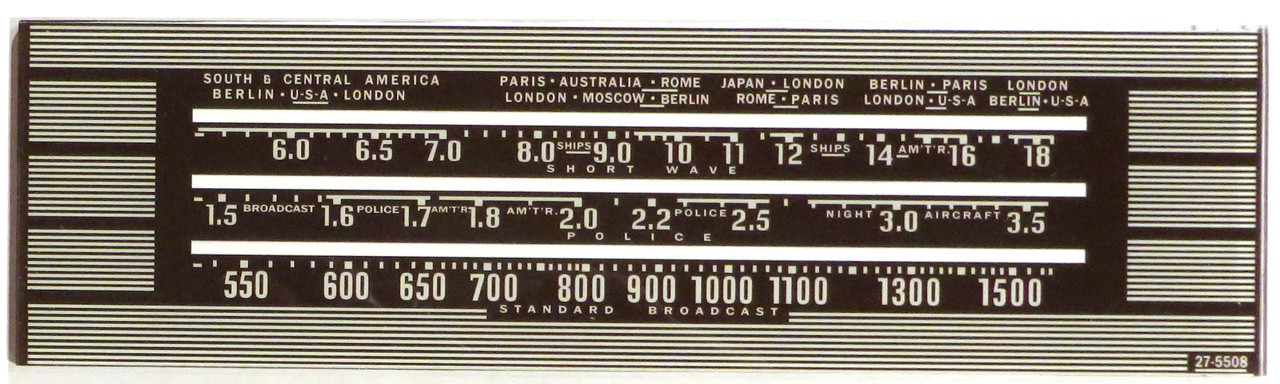 SOUTH & CENTRAL AMERICA PARIS • AUSTRALIA • ROME JAPAN • LONDON BERLIN • PARIS LONDON
BERLIN • U-S-A • LONDON LONDON • MOSCOW • BERLIN ROME • PARIS LONDON • U-S-A BERLIN • U-S-A
6.0 6.5 7.0 8.0 SHIPS 9.0 10 11 12 SHIPS 14 AM'T'R. 16 18
SHORT WAVE
1.5 BROADCAST 1.6 POLICE 1.7 AM'T'R. 1.8 AM'T'R. 2.0 2.2 POLICE 2.5 NIGHT 3.0 AIRCRAFT 3.5
POLICE
550 600 650 700 800 900 1000 1100 1300 1500
STANDARD BROADCAST
27-5508